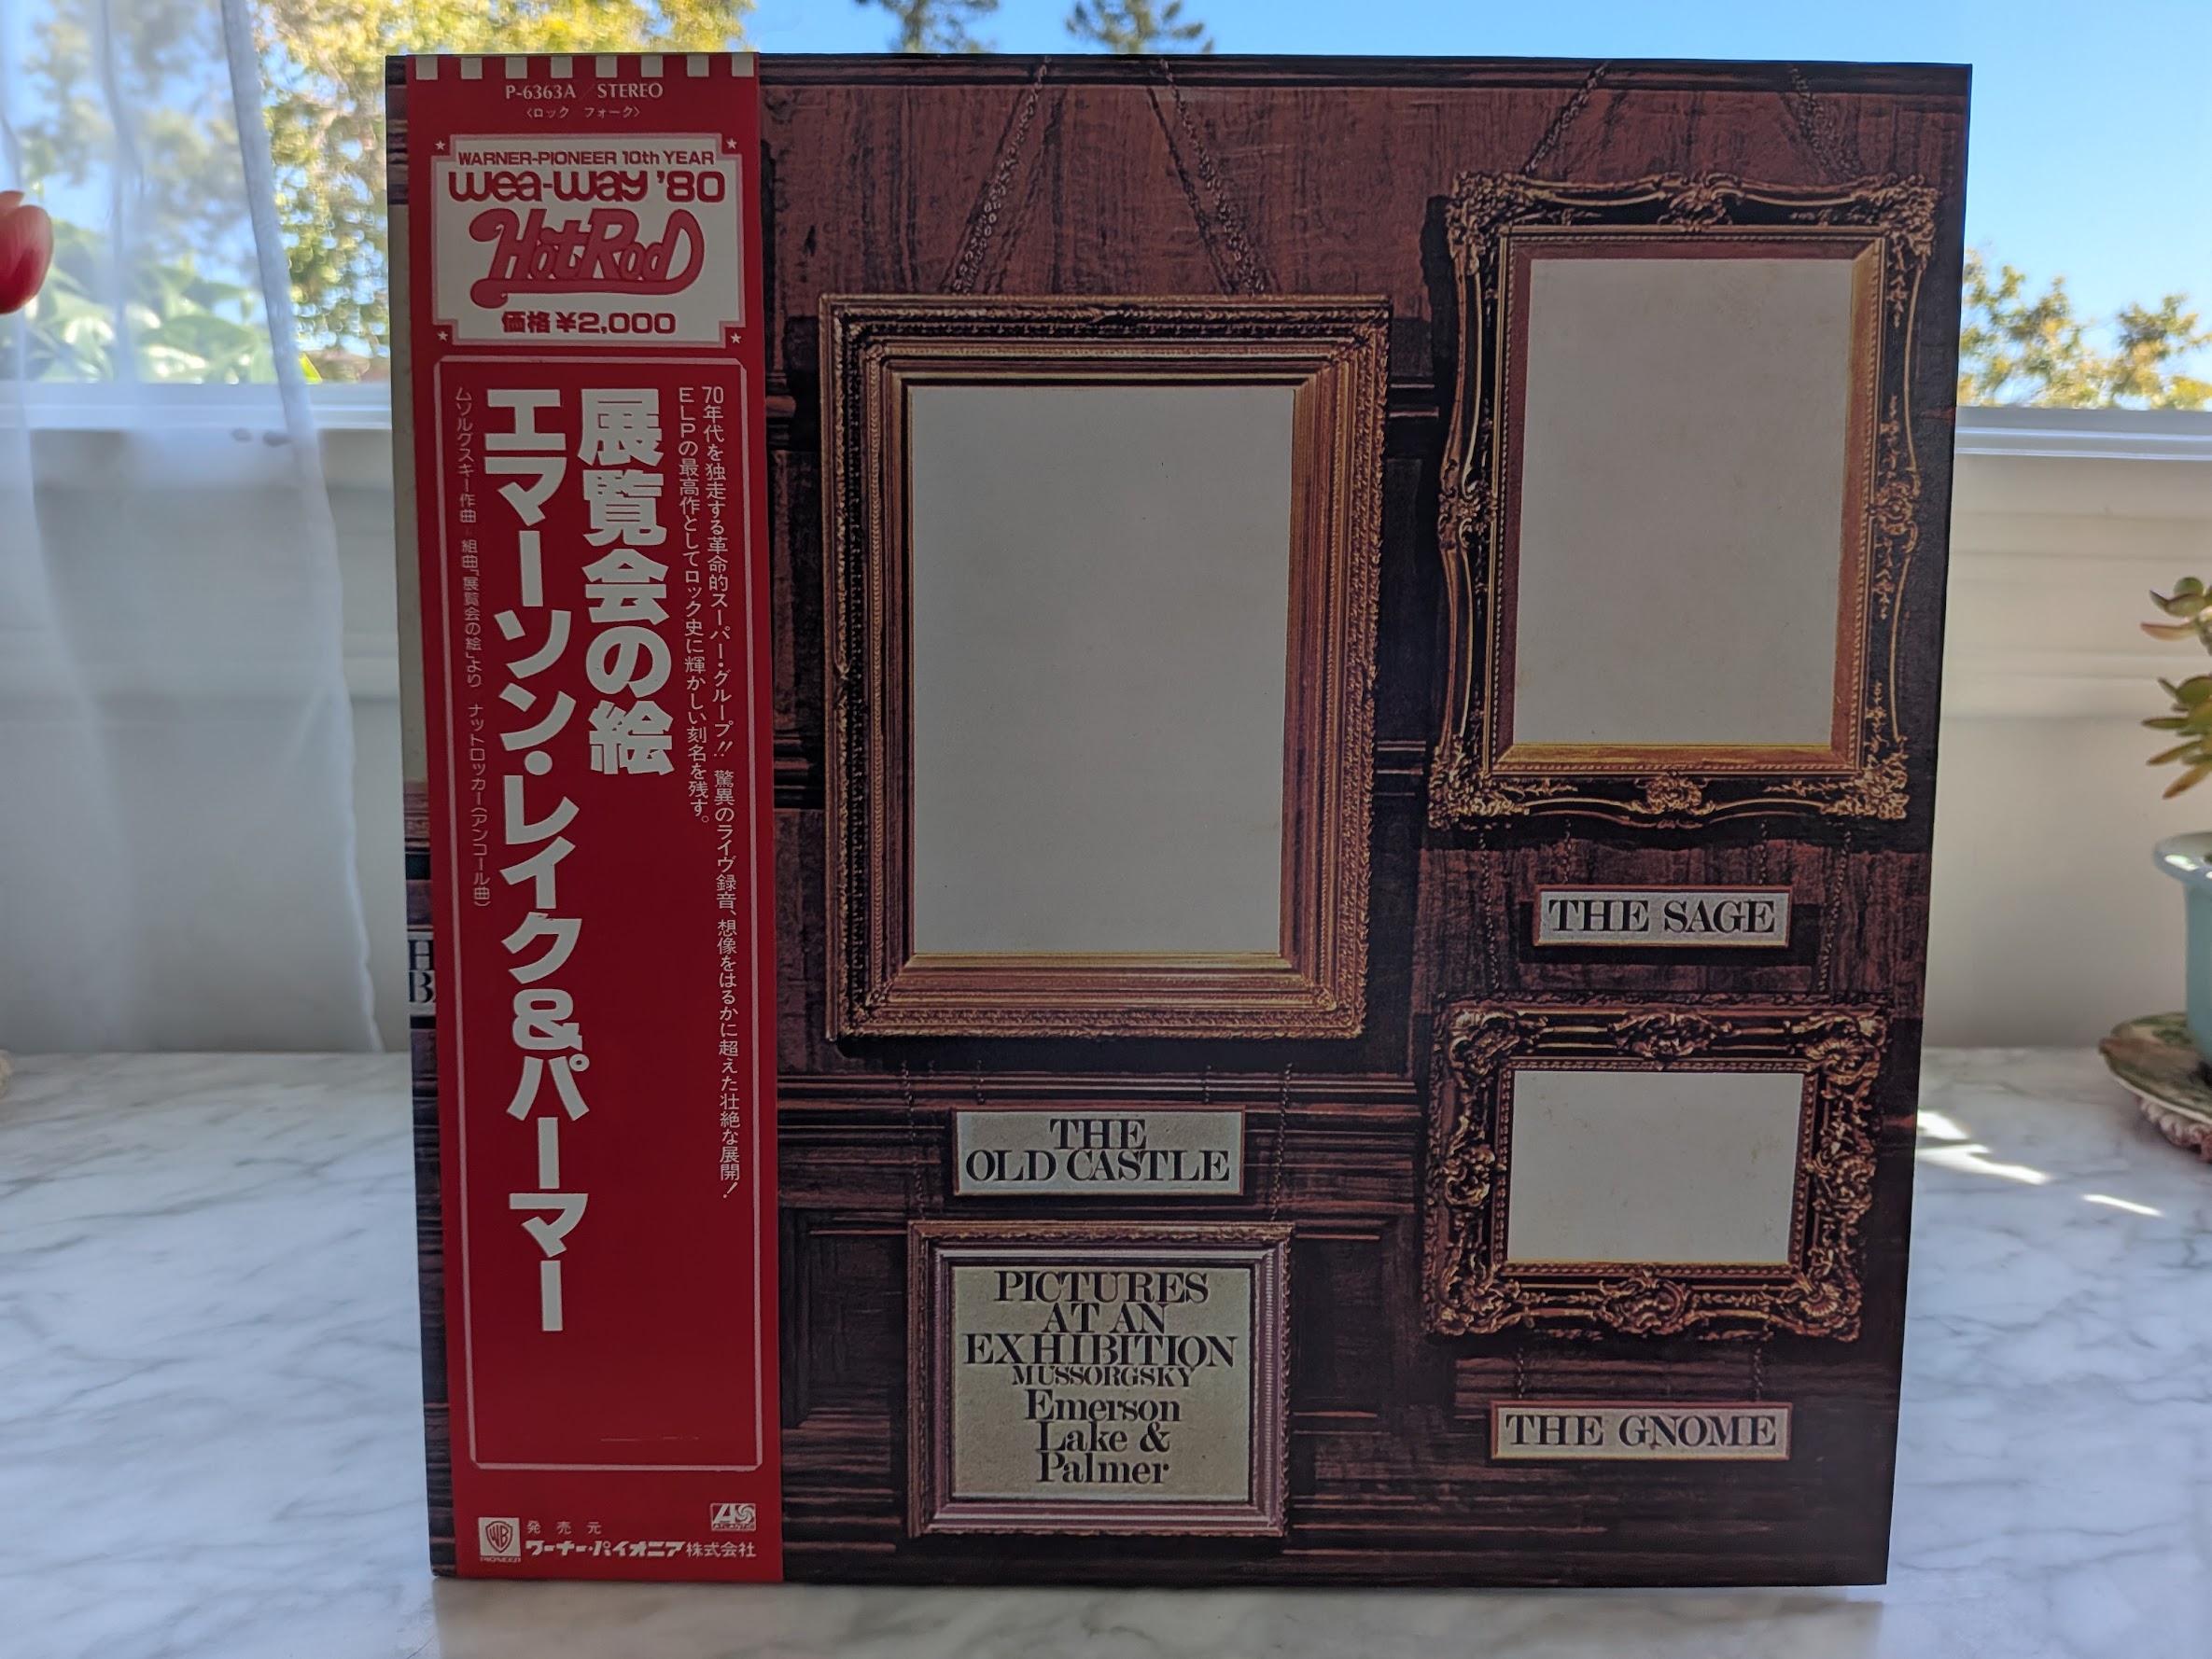 P-6363A / STEREO
〈ロック フォーク〉
WARNER-PIONEER 10th YEAR
wea-way '80
Hot Rod
価格 ¥2,000
70年代を独走する革命的スーパー・グループ!! 驚異のライヴ録音、想像をはるかに超えた壮絶な展開!
ELPの最高作としてロック史に輝かしい刻名を残す。
展覧会の絵
エマーソン・レイク&パーマー
ムソルグスキー作曲・組曲「展覧会の絵」より ナットロッカー(アンコール曲)
ATLANTIC
WB
PIONEER
発売元
ワーナー・パイオニア株式会社
H
B
THE
OLD CASTLE
PICTURES
AT AN
EXHIBITION
MUSSORGSKY
Emerson
Lake &
Palmer
THE SAGE
THE GNOME